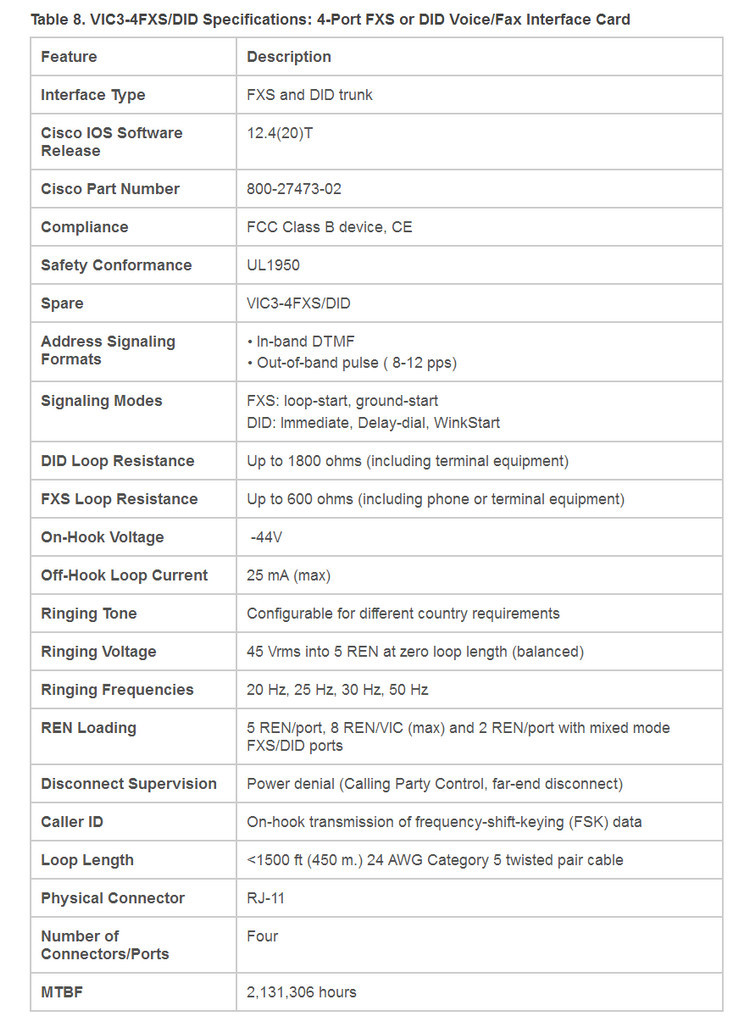 Table 8. VIC3-4FXS/DID Specifications: 4-Port FXS or DID Voice/Fax Interface Card
Feature Description
Interface Type FXS and DID trunk
Cisco IOS Software 12.4(20)T
Release
Cisco Part Number 800-27473-02
Compliance FCC Class B device, CE
Safety Conformance UL1950
Spare VIC3-4FXS/DID
Address Signaling • In-band DTMF
Formats • Out-of-band pulse ( 8-12 pps)
Signaling Modes FXS: loop-start, ground-start
DID: Immediate, Delay-dial, WinkStart
DID Loop Resistance Up to 1800 ohms (including terminal equipment)
FXS Loop Resistance Up to 600 ohms (including phone or terminal equipment)
On-Hook Voltage -44V
Off-Hook Loop Current 25 mA (max)
Ringing Tone Configurable for different country requirements
Ringing Voltage 45 Vrms into 5 REN at zero loop length (balanced)
Ringing Frequencies 20 Hz, 25 Hz, 30 Hz, 50 Hz
REN Loading 5 REN/port, 8 REN/VIC (max) and 2 REN/port with mixed mode
FXS/DID ports
Disconnect Supervision Power denial (Calling Party Control, far-end disconnect)
Caller ID On-hook transmission of frequency-shift-keying (FSK) data
Loop Length <1500 ft (450 m.) 24 AWG Category 5 twisted pair cable
Physical Connector RJ-11
Number of Four
Connectors/Ports
MTBF 2,131,306 hours